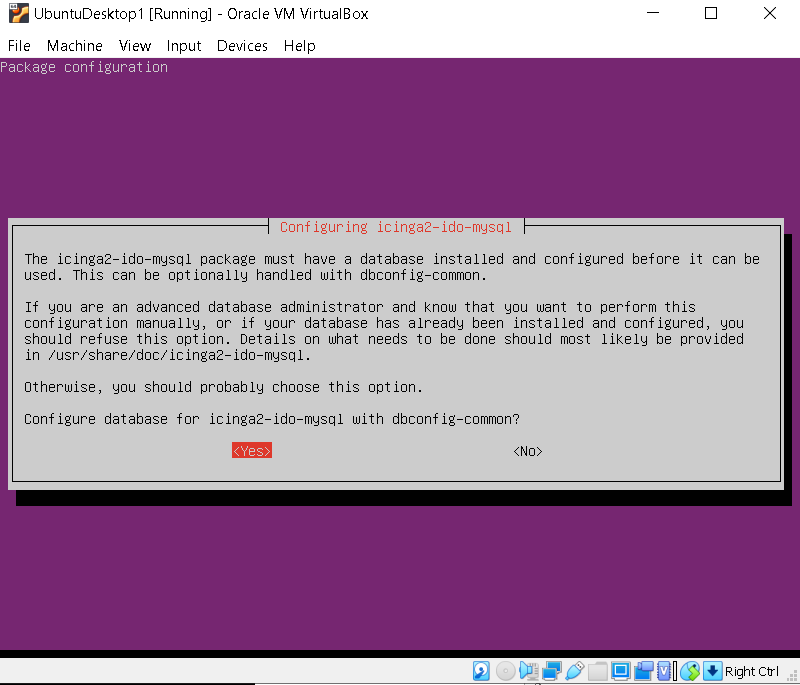 UbuntuDesktop1 [Running] - Oracle VM VirtualBox
File Machine View Input Devices Help
Package configuration
Configuring icinga2-ido-mysql
The icinga2-ido-mysql package must have a database installed and configured before it can be
used. This can be optionally handled with dbconfig-common.
If you are an advanced database administrator and know that you want to perform this
configuration manually, or if your database has already been installed and configured, you
should refuse this option. Details on what needs to be done should most likely be provided
in /usr/share/doc/icinga2-ido-mysql.
Otherwise, you should probably choose this option.
Configure database for icinga2-ido-mysql with dbconfig-common?
<Yes> <No>
Right Ctrl